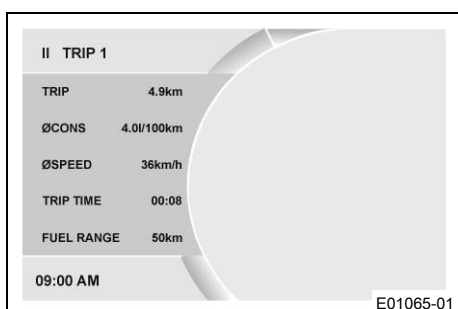 II TRIP 1
TRIP 4.9km
ØCONS 4.0l/100km
ØSPEED 36km/h
TRIP TIME 00:08
FUEL RANGE 50km
09:00 AM
E01065-01